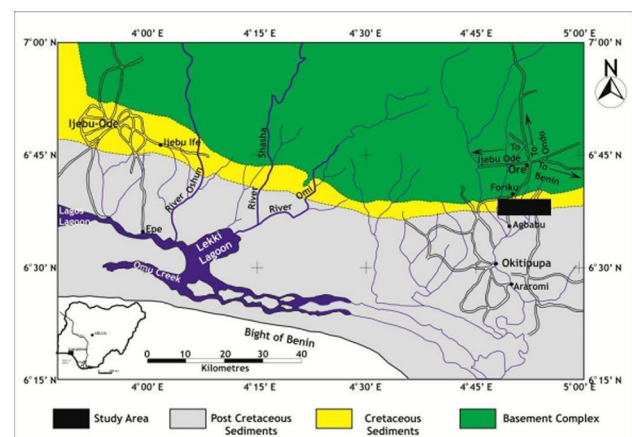 4°00' E
4°15' E
4°30' E
4°45' E
5°00' E
7°00' N
7°00' N
N
Ijebu-Ode
Ijebu Ife
Shasha
River
River Oshun
Omi
River
To
Ijebu Ode
To
Ondo
Ore
To
Benin
Foriku
6°45' N
6°45' N
Lagos
Lagoon
Epe
Lekki
Lagoon
Omu Creek
Agbabu
Okitipupa
Araromi
6°30' N
6°30' N
Bight of Benin
0 10 20 30 40
Kilometres
6°15' N
6°15' N
4°00' E
4°15' E
4°30' E
4°45' E
5°00' E
Study Area
Post Cretaceous
Sediments
Cretaceous
Sediments
Basement Complex